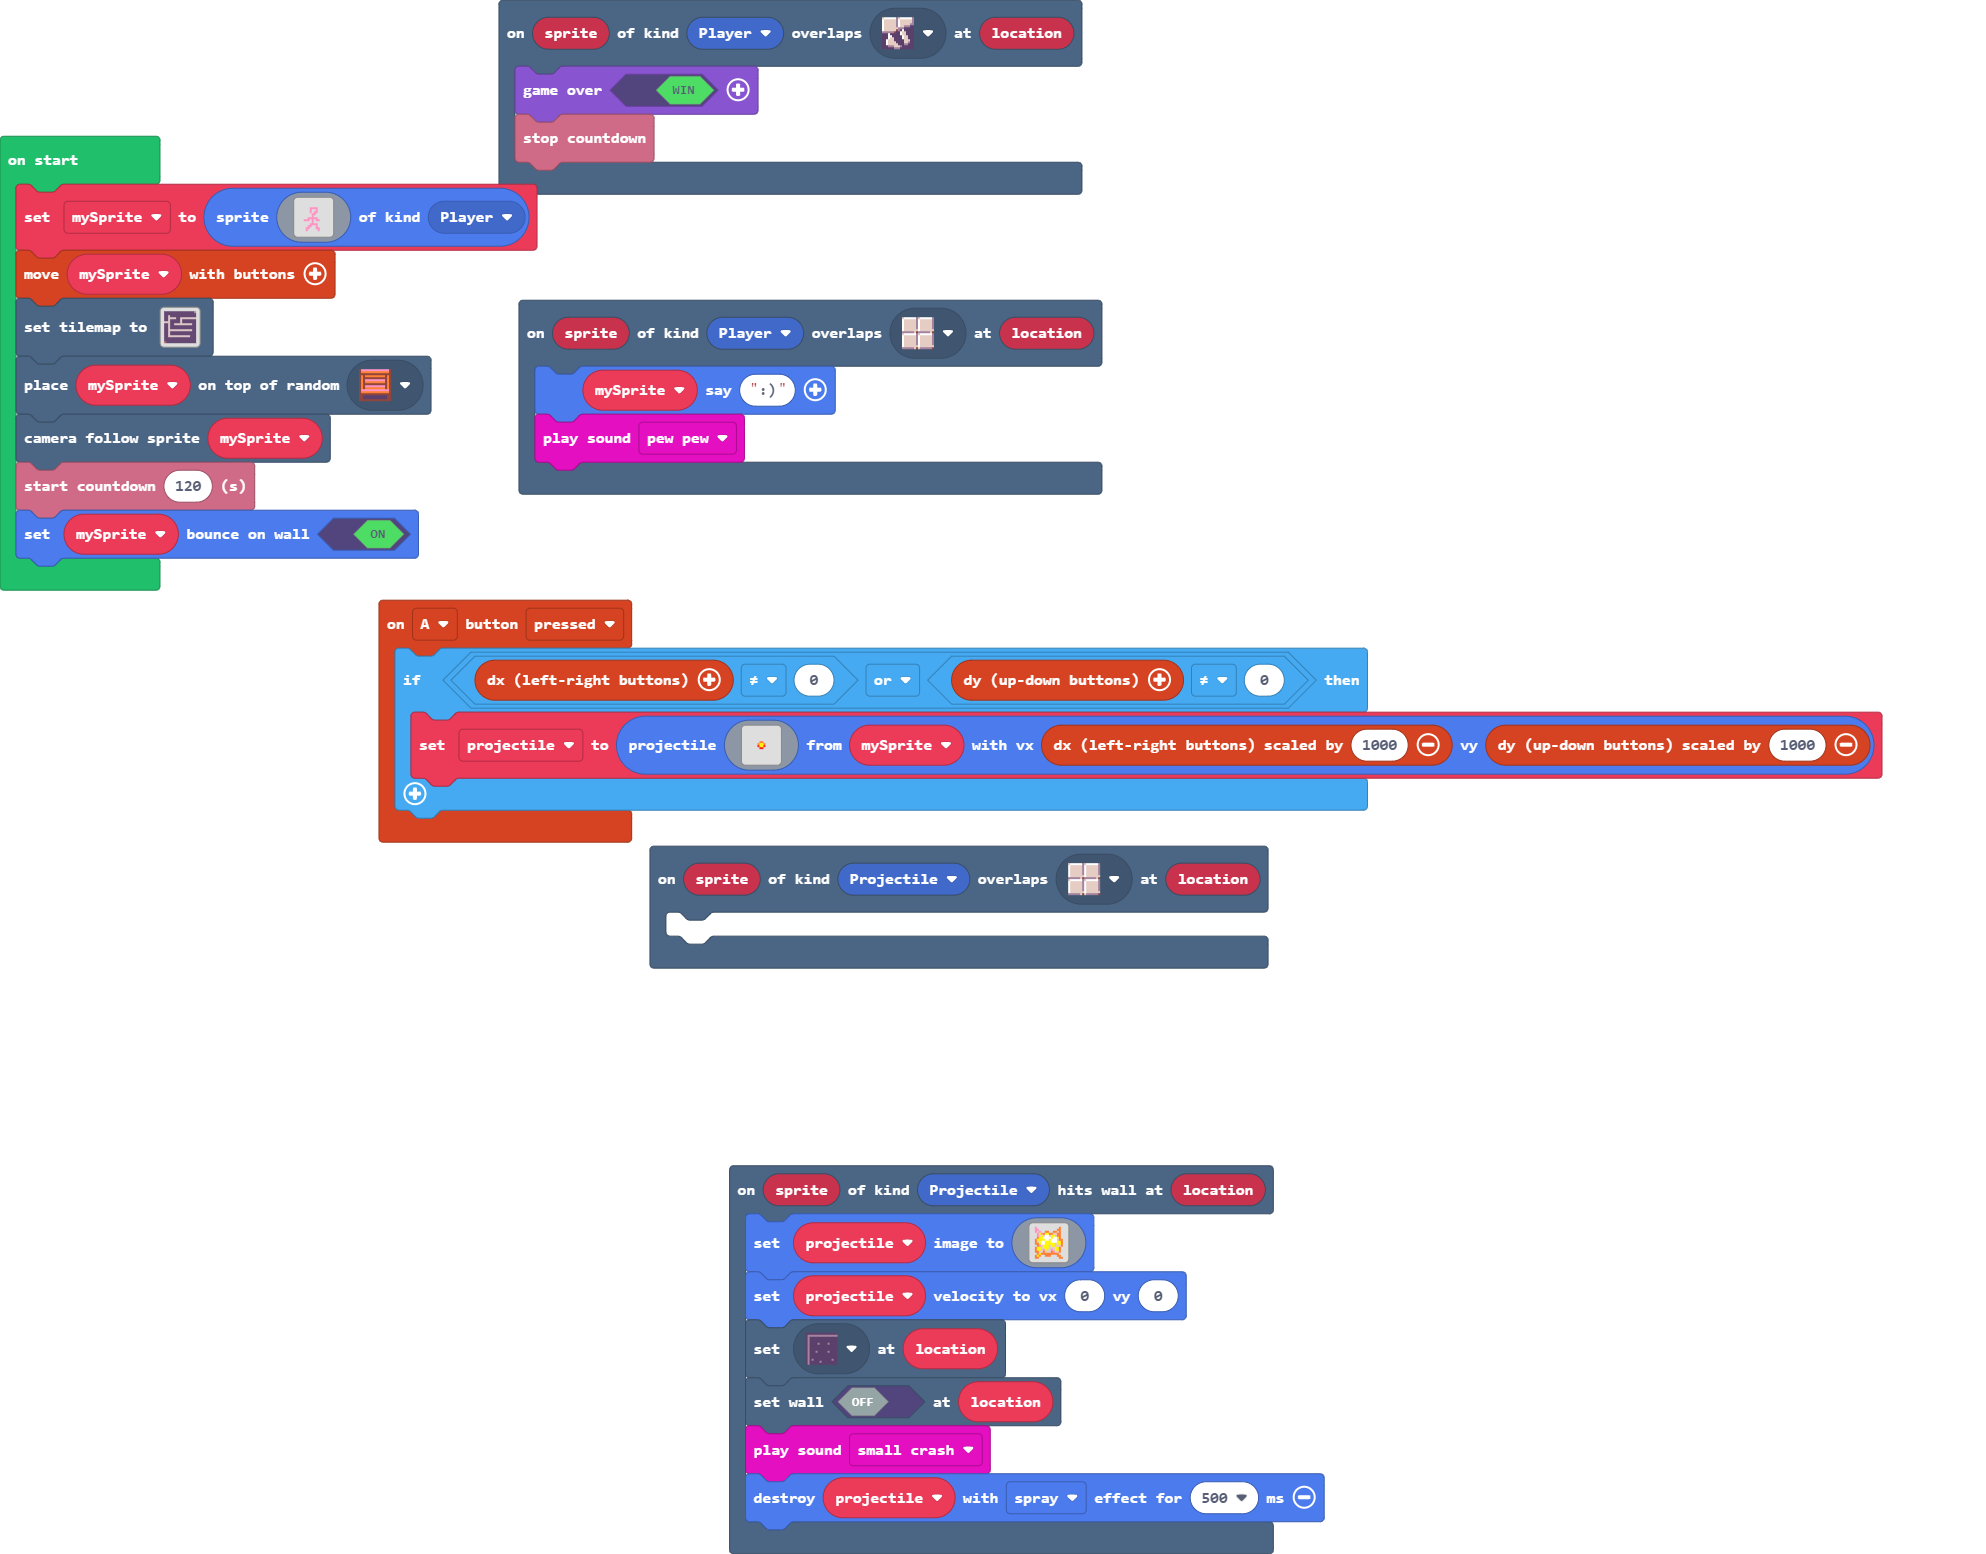 on sprite of kind Player overlaps at location
game over WIN
stop countdown
on start
set mySprite to sprite of kind Player
move mySprite with buttons
set tilemap to
place mySprite on top of random
camera follow sprite mySprite
start countdown 120 (s)
set mySprite bounce on wall ON
on sprite of kind Player overlaps at location
mySprite say ":)"
play sound pew pew
on A button pressed
if dx (left-right buttons) ≠ 0 or dy (up-down buttons) ≠ 0 then
set projectile to projectile from mySprite with vx dx (left-right buttons) scaled by 1000 vy dy (up-down buttons) scaled by 1000
on sprite of kind Projectile overlaps at location
on sprite of kind Projectile hits wall at location
set projectile image to
set projectile velocity to vx 0 vy 0
set at location
set wall OFF at location
play sound small crash
destroy projectile with spray effect for 500 ms